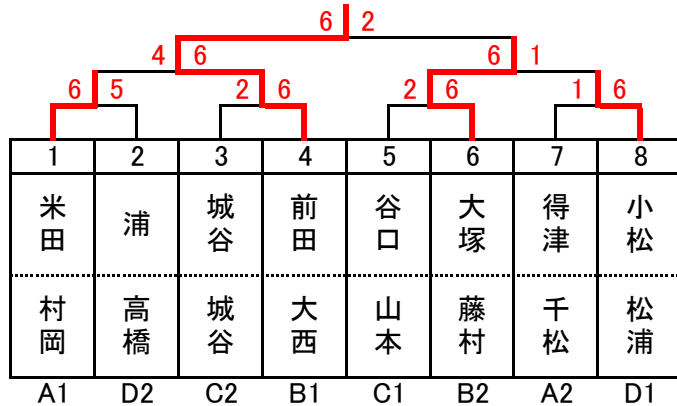 6 2
4 6 6 1
6 5 2 6 2 6 1 6
1 2 3 4 5 6 7 8
米田 浦 城谷 前田 谷口 大塚 得津 小松
村岡 高橋 城谷 大西 山本 藤村 千松 松浦
A1 D2 C2 B1 C1 B2 A2 D1